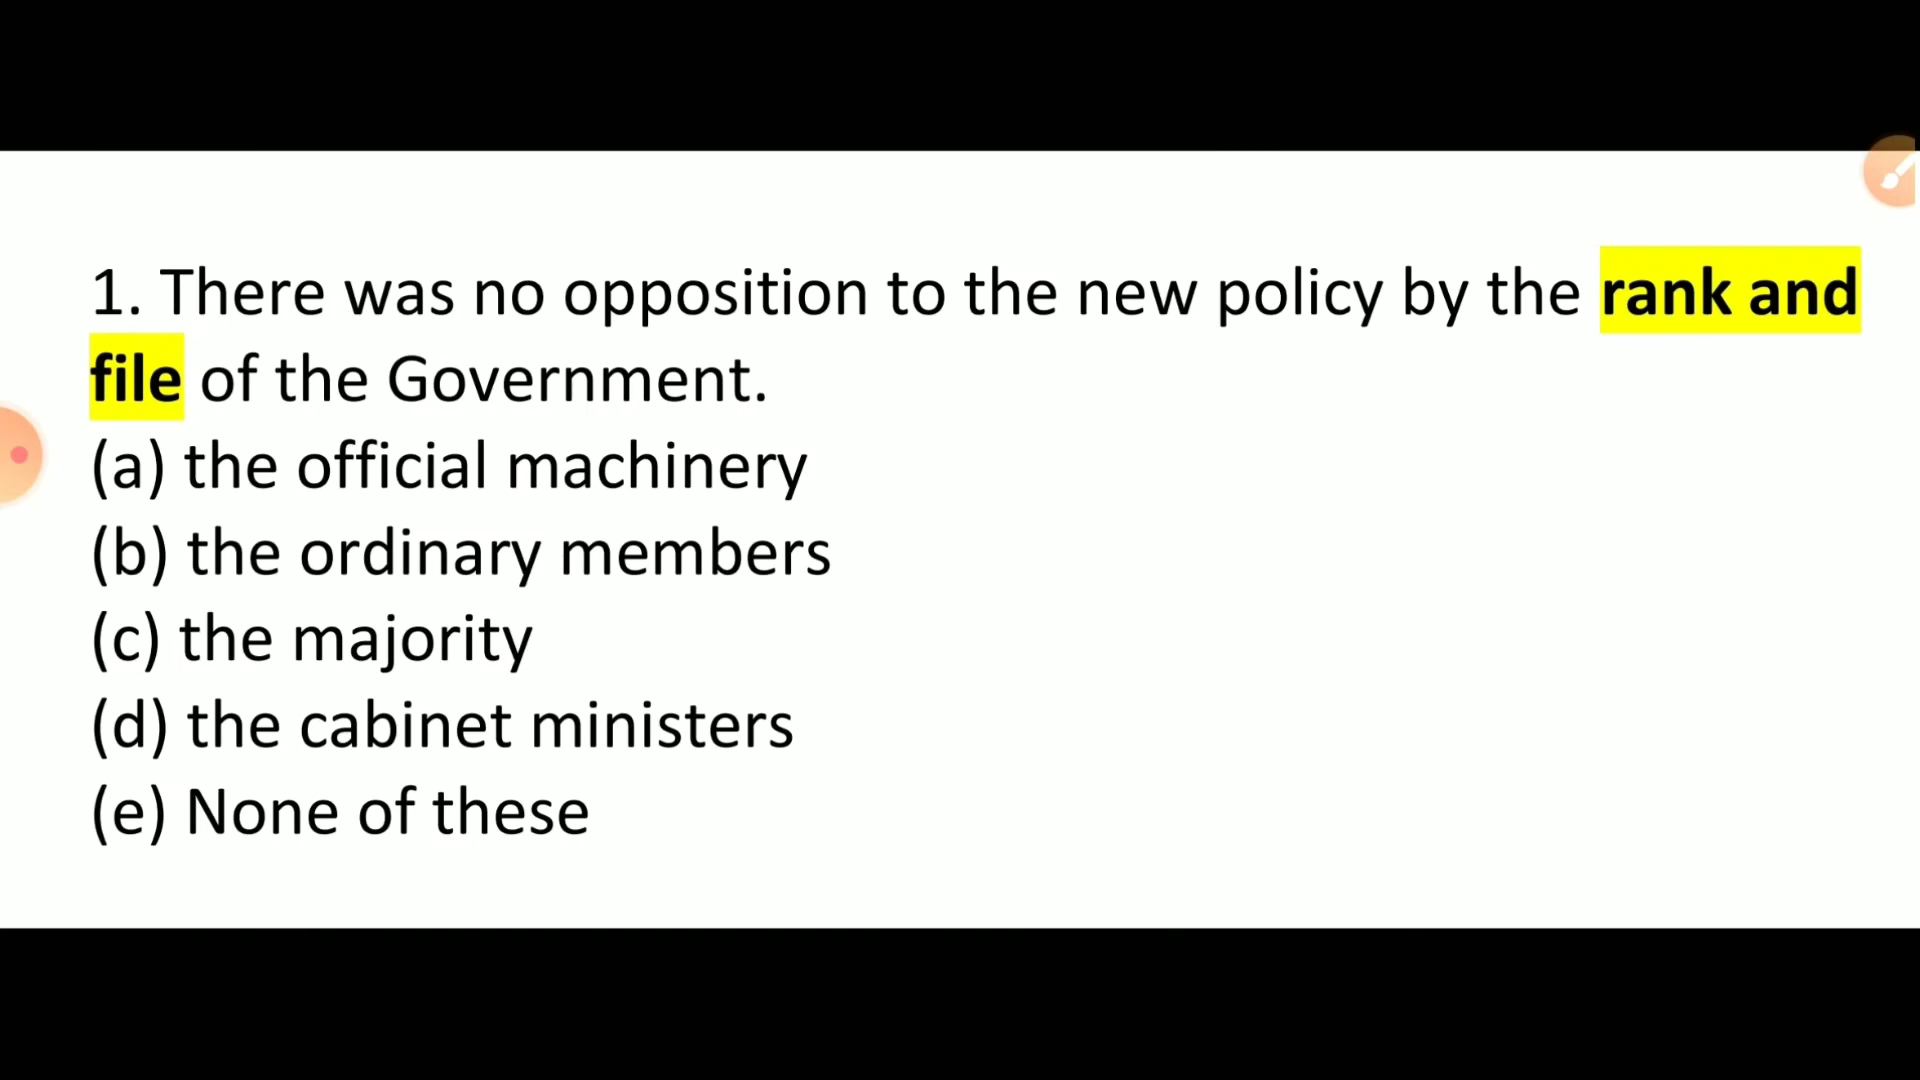 1. There was no opposition to the new policy by the rank and
file of the Government.
(a) the official machinery
(b) the ordinary members
(c) the majority
(d) the cabinet ministers
(e) None of these